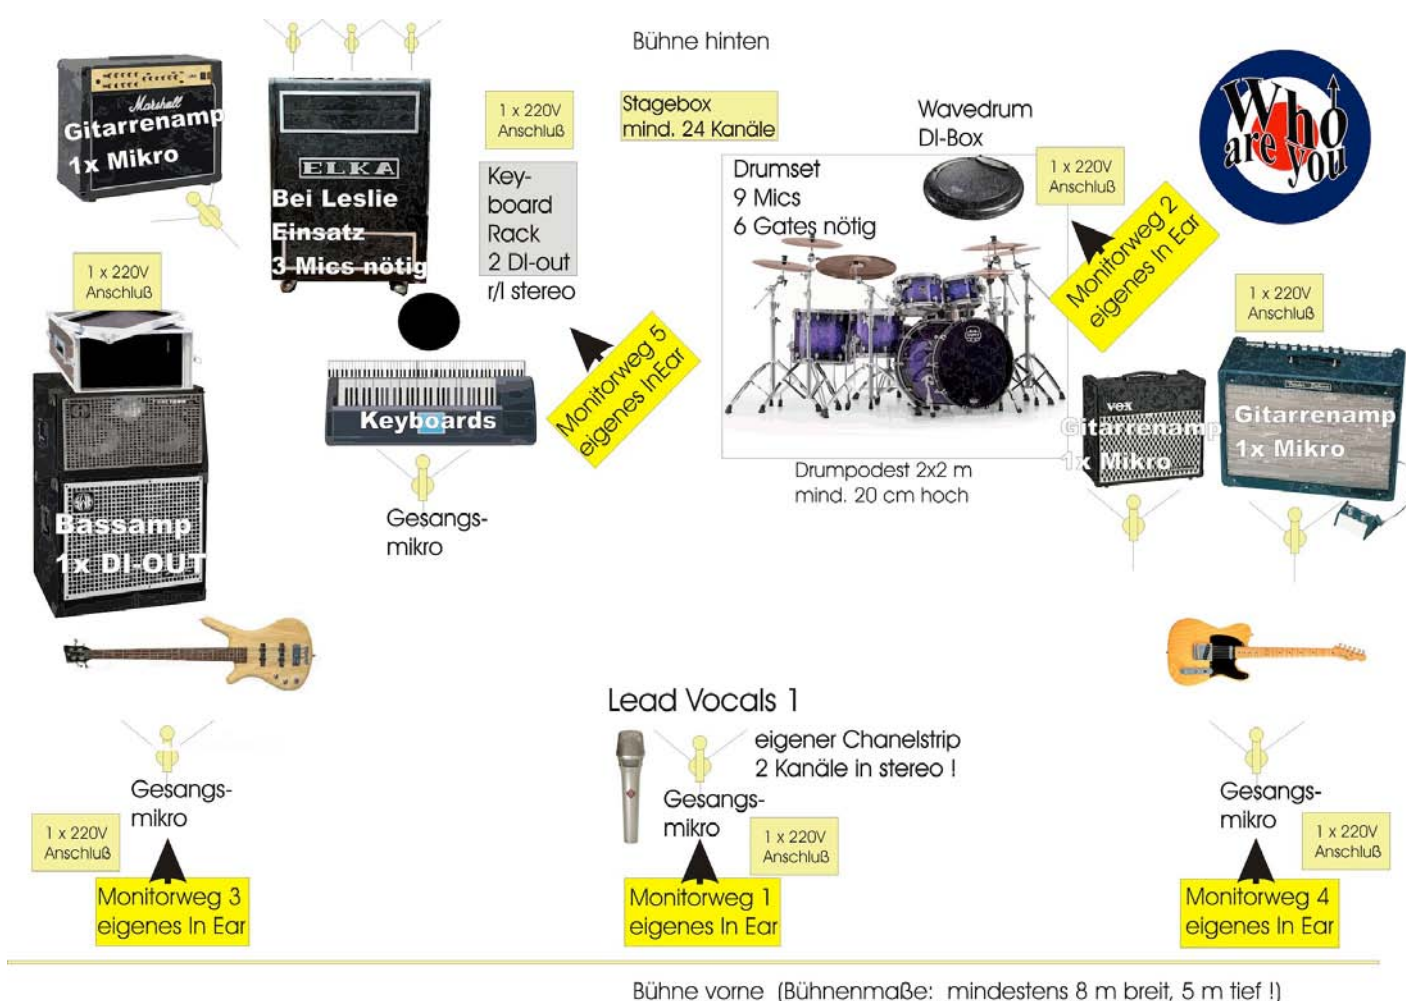 Bühne hinten
Marshall
Gitarrenamp
1x Mikro
ELKA
Bei Leslie
Einsatz
3 Mics nötig
1 x 220V
Anschluß
Stagebox
mind. 24 Kanäle
Wavedrum
DI-Box
Who
are you
Key-
board
Rack
2 DI-out
r/l stereo
Drumset
9 Mics
6 Gates nötig
1 x 220V
Anschluß
Monitorweg 2
eigenes In Ear
1 x 220V
Anschluß
1 x 220V
Anschluß
Monitorweg 5
eigenes InEar
Keyboards
vox
Gitarrenamp
1x Mikro
Gitarrenamp
1x Mikro
Drumpodest 2x2 m
mind. 20 cm hoch
Gesangs-
mikro
Bassamp
1x DI-OUT
Lead Vocals 1
eigener Chanelstrip
2 Kanäle in stereo !
Gesangs-
mikro
Gesangs-
mikro
Gesangs-
mikro
1 x 220V
Anschluß
1 x 220V
Anschluß
1 x 220V
Anschluß
Monitorweg 3
eigenes In Ear
Monitorweg 1
eigenes In Ear
Monitorweg 4
eigenes In Ear
Bühne vorne (Bühnenmaße: mindestens 8 m breit, 5 m tief !)